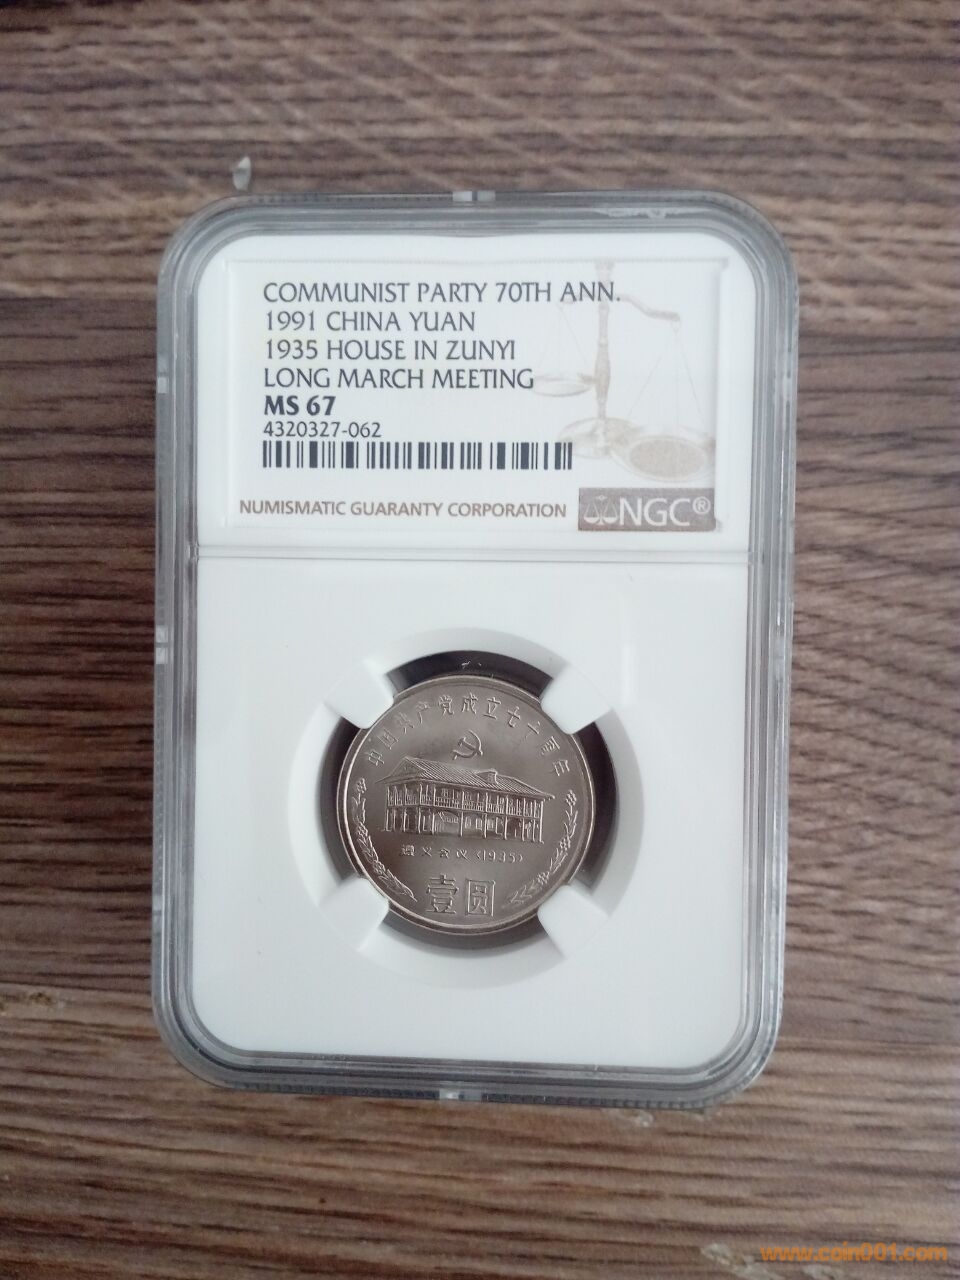 COMMUNIST PARTY 70TH ANN.
1991 CHINA YUAN
1935 HOUSE IN ZUNYI
LONG MARCH MEETING
MS 67
4320327-062
NUMISMATIC GUARANTY CORPORATION
NGC®
中国共产党成立七十周年
遵义会议(1935)
壹圆
www.coin001.com